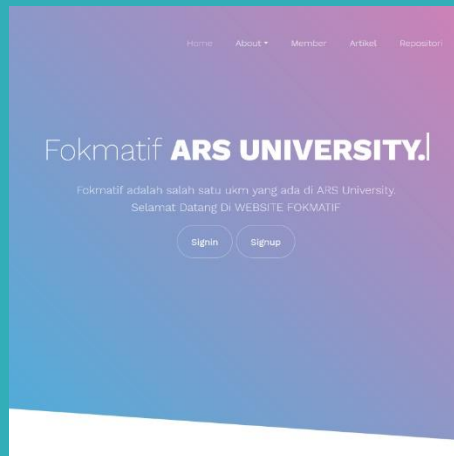 Home About Member Artikel Repositori
Fokmatif ARS UNIVERSITY.
Fokmatif adalah salah satu ukm yang ada di ARS University.
Selamat Datang Di WEBSITE FOKMATIF
Signin Signup